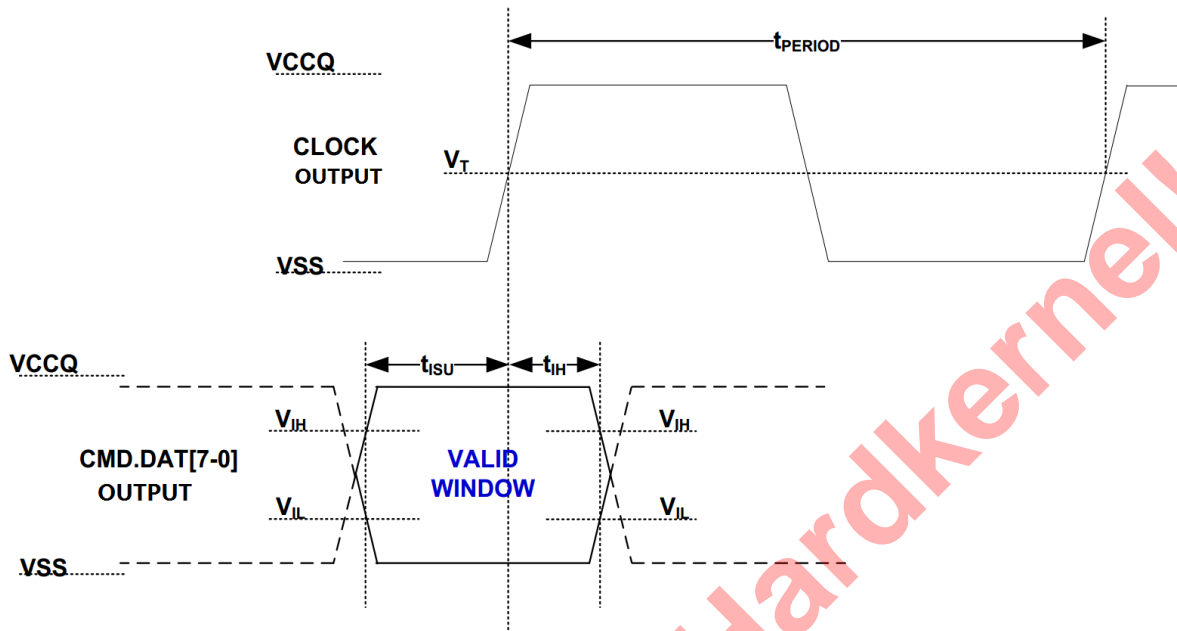 tPERIOD
VCCQ
CLOCK
OUTPUT
VT
VSS
VCCQ
tISU
tIH
VIH
VIH
CMD.DAT[7-0]
OUTPUT
VALID
WINDOW
VIL
VIL
VSS
Hardkernel